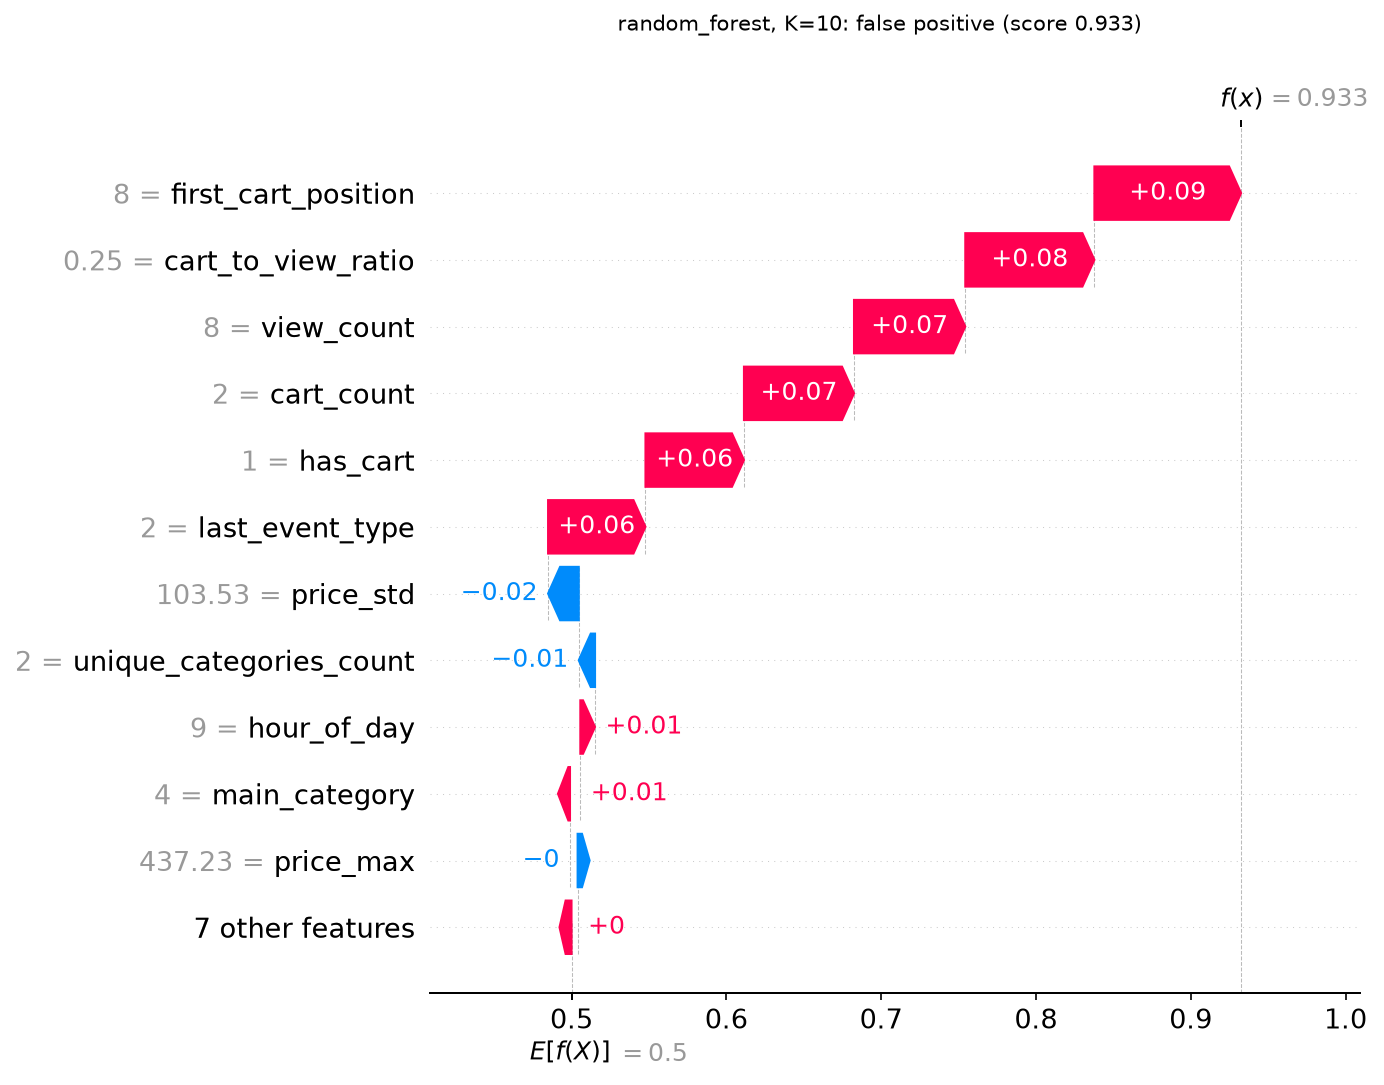 random_forest, K=10: false positive (score 0.933)
f(x) = 0.933
8 = first_cart_position +0.09
0.25 = cart_to_view_ratio +0.08
8 = view_count +0.07
2 = cart_count +0.07
1 = has_cart +0.06
2 = last_event_type +0.06
103.53 = price_std −0.02
2 = unique_categories_count −0.01
9 = hour_of_day +0.01
4 = main_category +0.01
437.23 = price_max −0
7 other features +0
0.5 0.6 0.7 0.8 0.9 1.0
E[f(X)] = 0.5